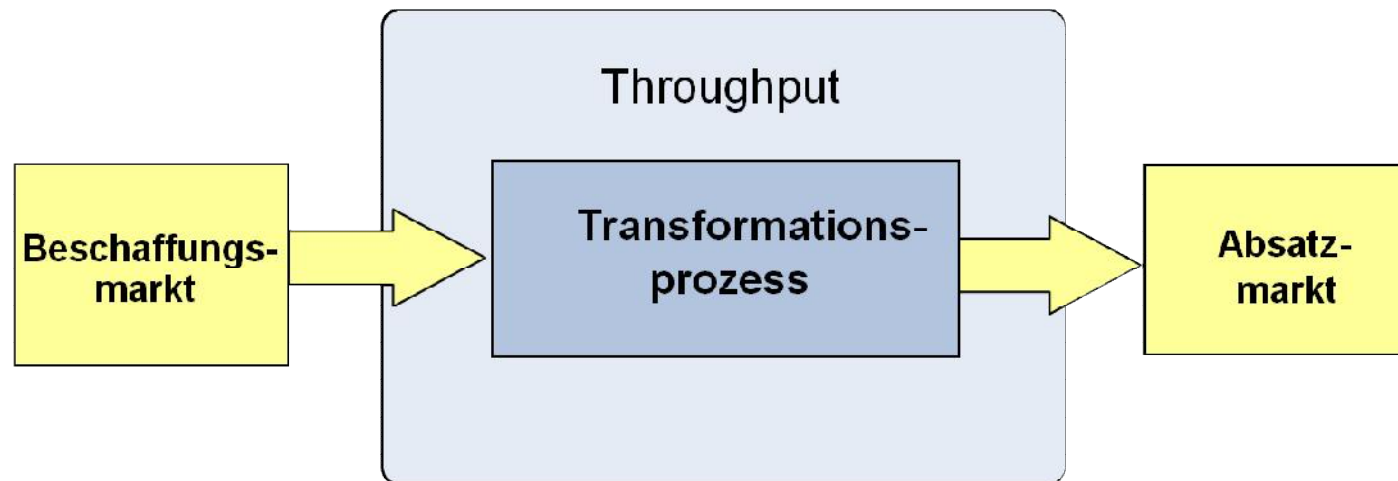 Throughput
Beschaffungs-
markt
Transformations-
prozess
Absatz-
markt